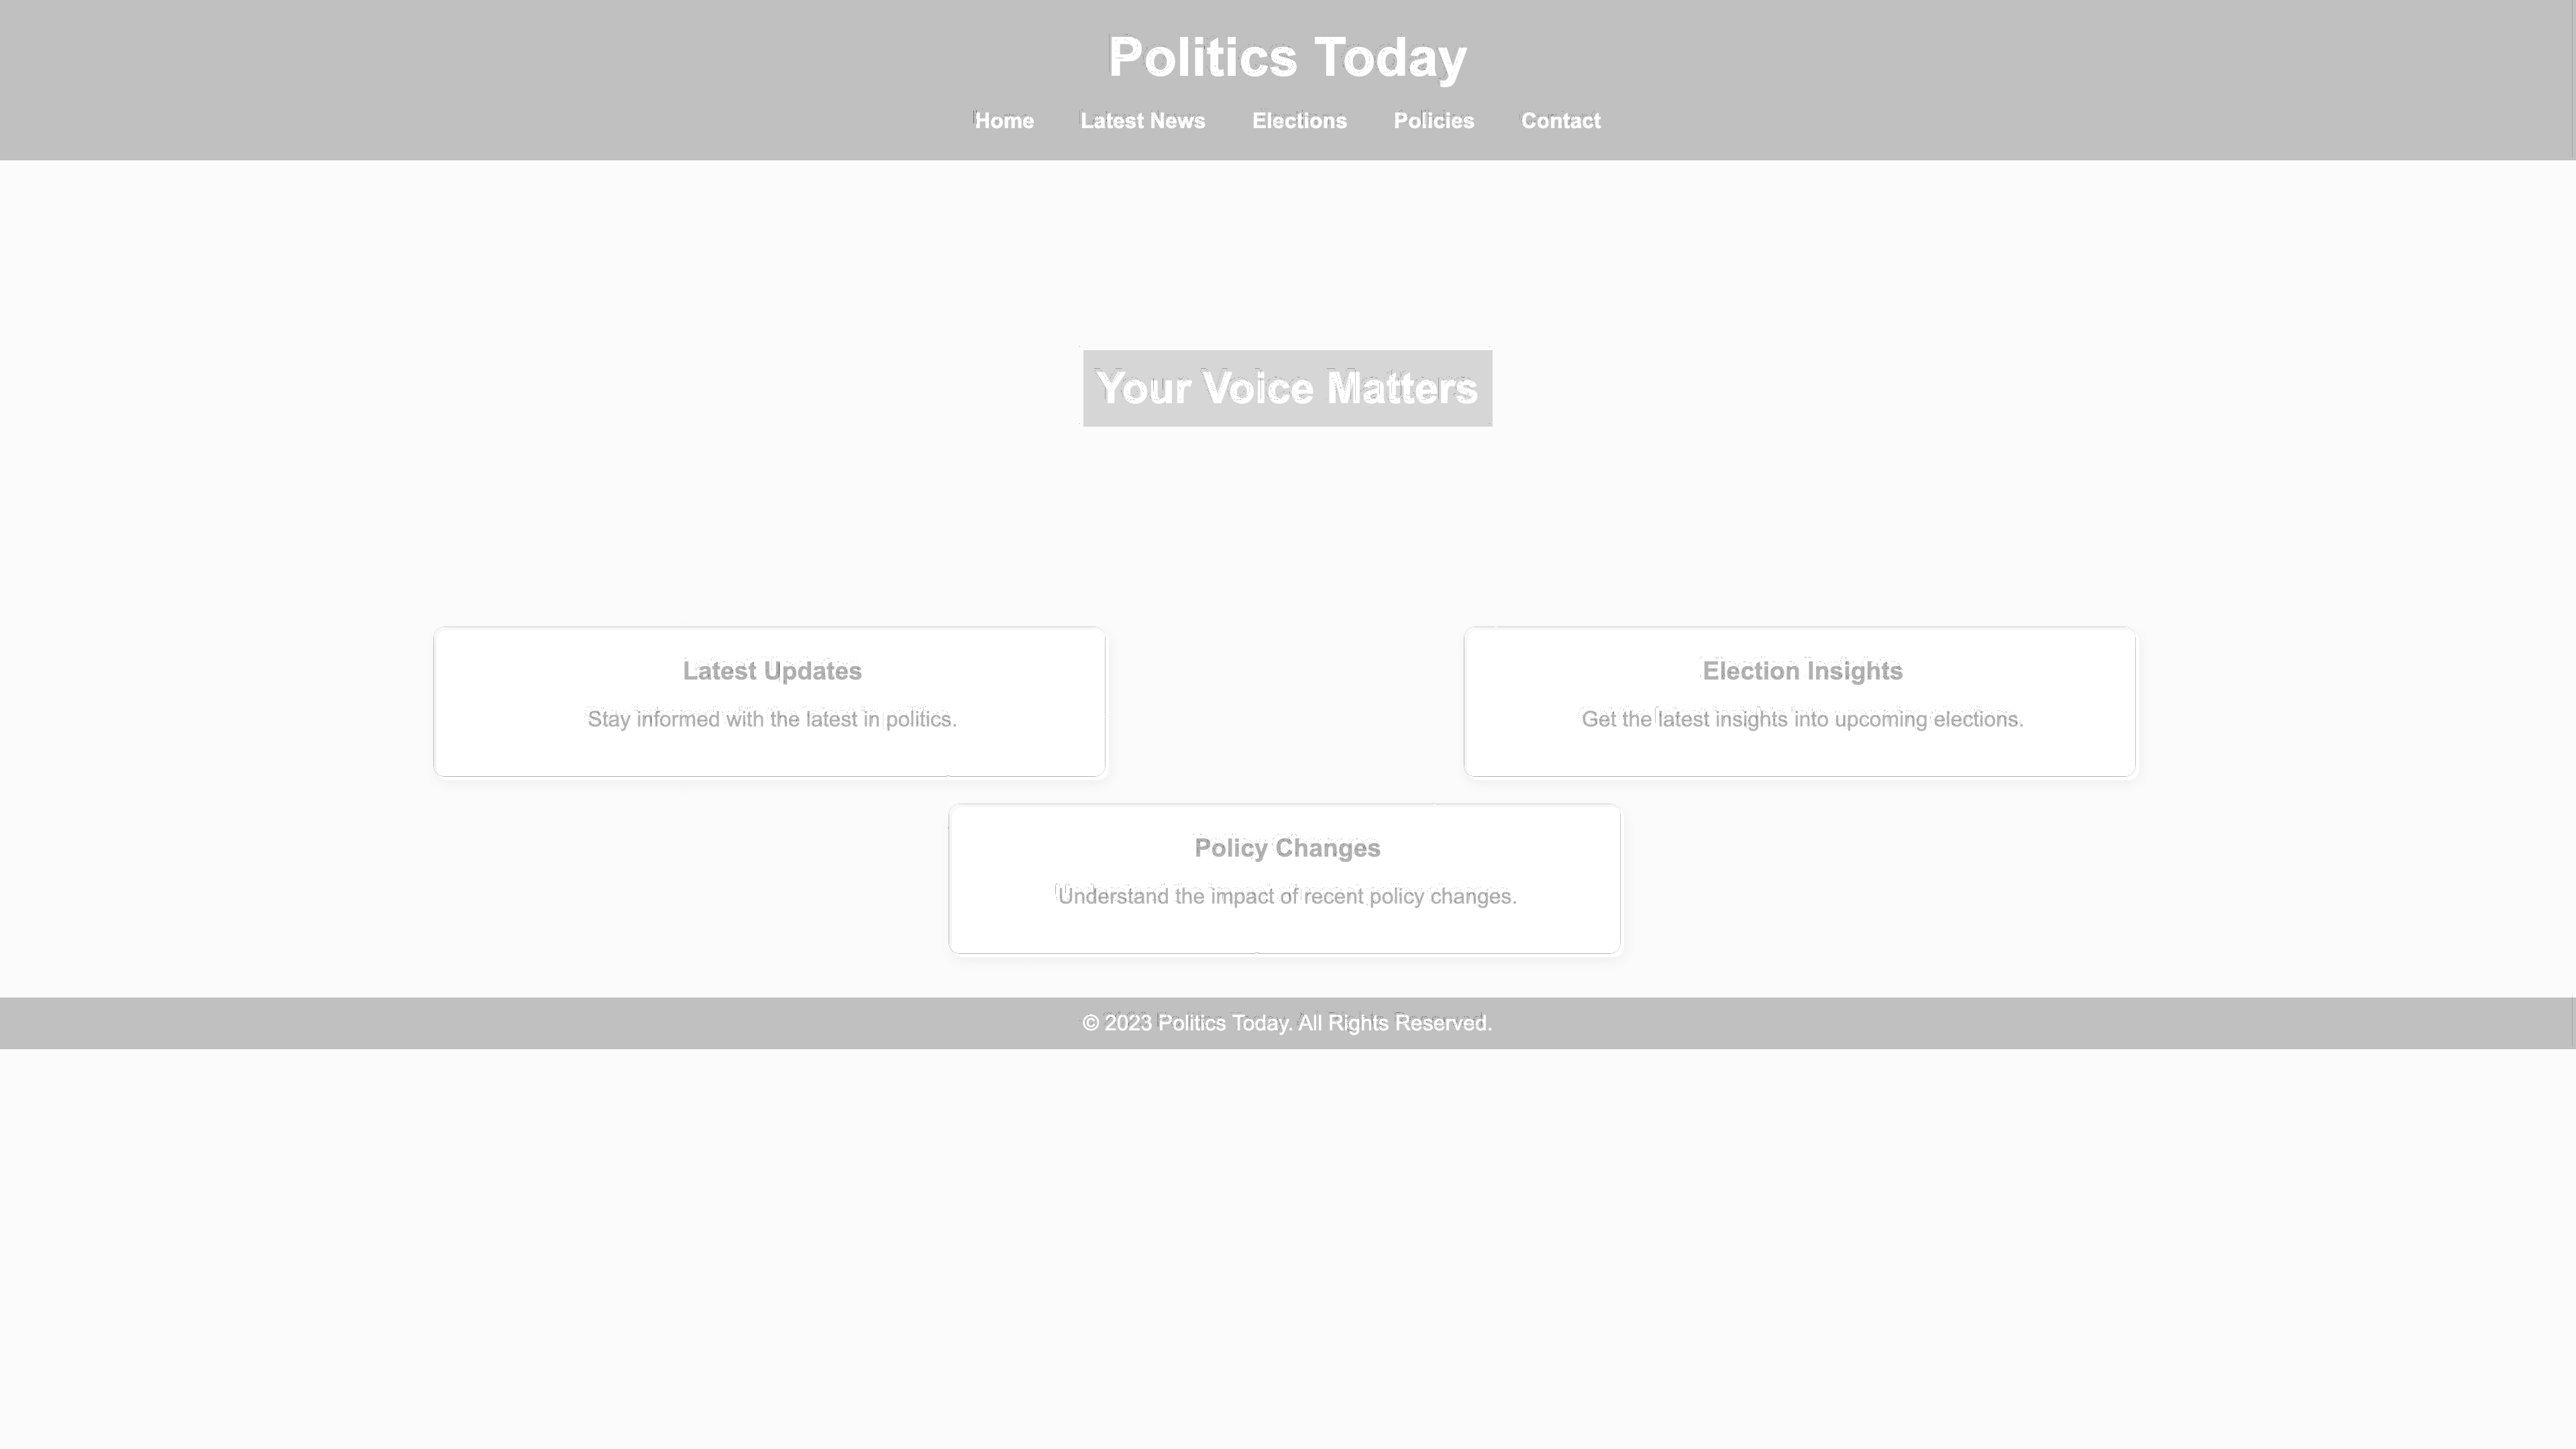 Politics Today
Home Latest News Elections Policies Contact
Your Voice Matters
Latest Updates
Stay informed with the latest in politics.
Election Insights
Get the latest insights into upcoming elections.
Policy Changes
Understand the impact of recent policy changes.
© 2023 Politics Today. All Rights Reserved.